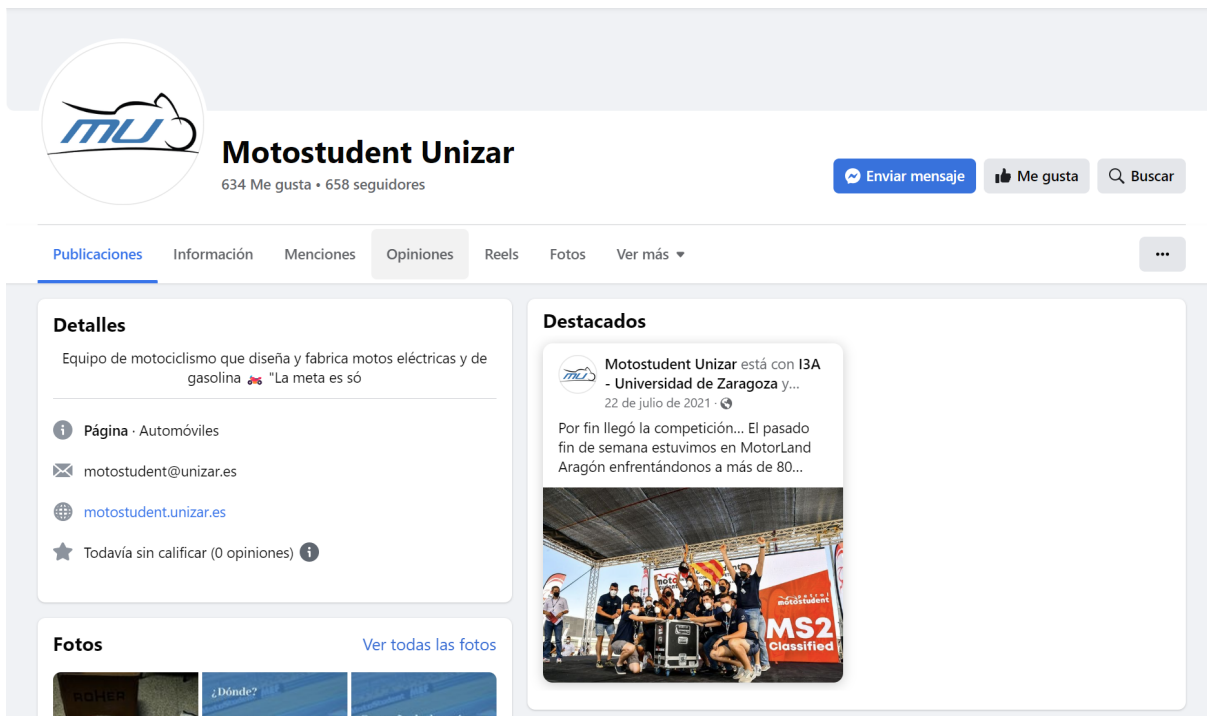 mu
Motostudent Unizar
634 Me gusta • 658 seguidores
Enviar mensaje
Me gusta
Buscar
Publicaciones
Información
Menciones
Opiniones
Reels
Fotos
Ver más
Detalles
Equipo de motociclismo que diseña y fabrica motos eléctricas y de
gasolina 🏍 "La meta es só
Página · Automóviles
motostudent@unizar.es
motostudent.unizar.es
Todavía sin calificar (0 opiniones)
Fotos
Ver todas las fotos
ROHER
¿Dónde?
Destacados
mu
Motostudent Unizar está con I3A
- Universidad de Zaragoza y...
22 de julio de 2021 ·
Por fin llegó la competición... El pasado
fin de semana estuvimos en MotorLand
Aragón enfrentándonos a más de 80...
petrol
motostudent
MS2
Classified